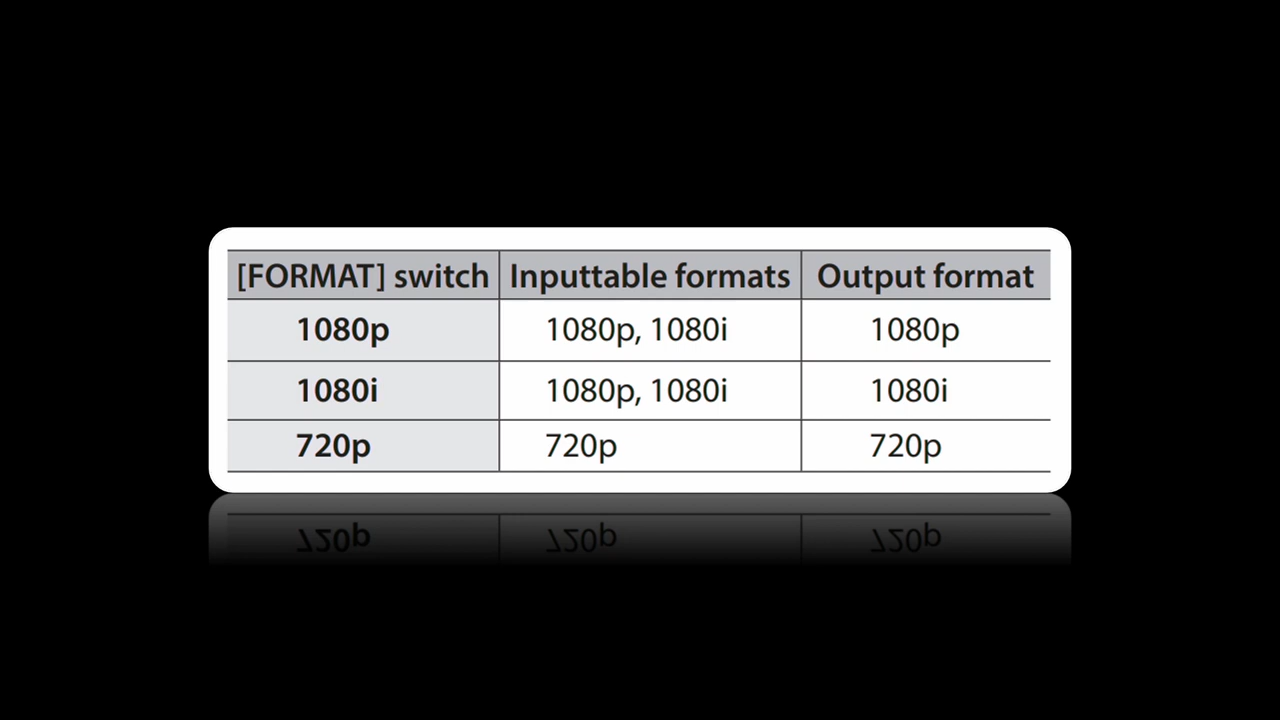 [FORMAT] switch Inputtable formats Output format
1080p 1080p, 1080i 1080p
1080i 1080p, 1080i 1080i
720p 720p 720p